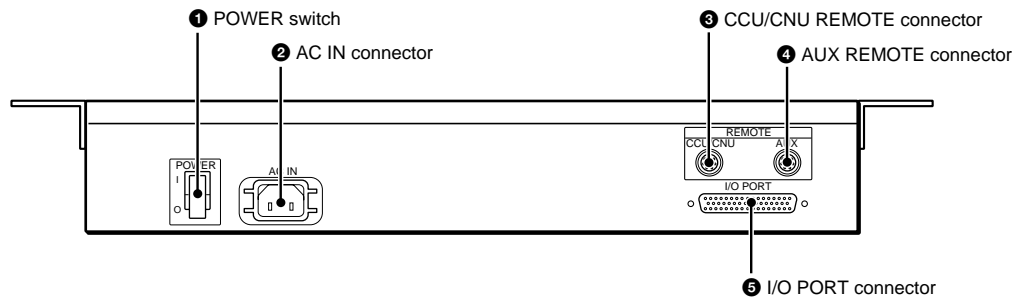 ❶ POWER switch
❷ AC IN connector
❸ CCU/CNU REMOTE connector
❹ AUX REMOTE connector
REMOTE
CCU/CNU
AUX
POWER
I
O
AC IN
I/O PORT
❺ I/O PORT connector